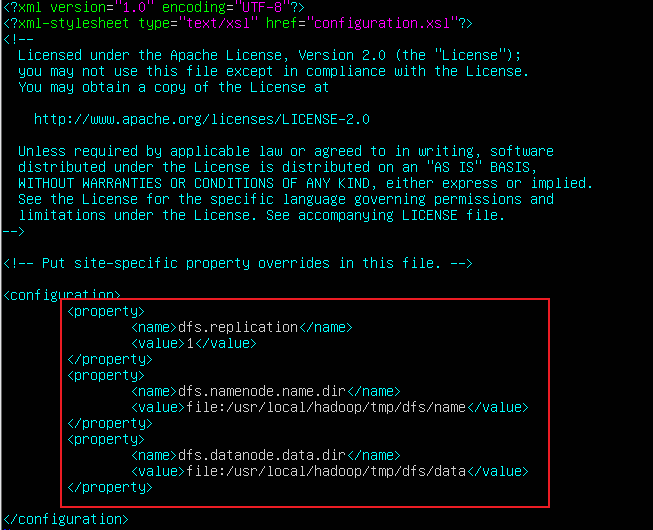 <?xml version="1.0" encoding="UTF-8"?>
<?xml-stylesheet type="text/xsl" href="configuration.xsl"?>
<!--
  Licensed under the Apache License, Version 2.0 (the "License");
  you may not use this file except in compliance with the License.
  You may obtain a copy of the License at

    http://www.apache.org/licenses/LICENSE-2.0

  Unless required by applicable law or agreed to in writing, software
  distributed under the License is distributed on an "AS IS" BASIS,
  WITHOUT WARRANTIES OR CONDITIONS OF ANY KIND, either express or implied.
  See the License for the specific language governing permissions and
  limitations under the License. See accompanying LICENSE file.
-->

<!-- Put site-specific property overrides in this file. -->

<configuration>
        <property>
                <name>dfs.replication</name>
                <value>1</value>
        </property>
        <property>
                <name>dfs.namenode.name.dir</name>
                <value>file:/usr/local/hadoop/tmp/dfs/name</value>
        </property>
        <property>
                <name>dfs.datanode.data.dir</name>
                <value>file:/usr/local/hadoop/tmp/dfs/data</value>
        </property>

</configuration>